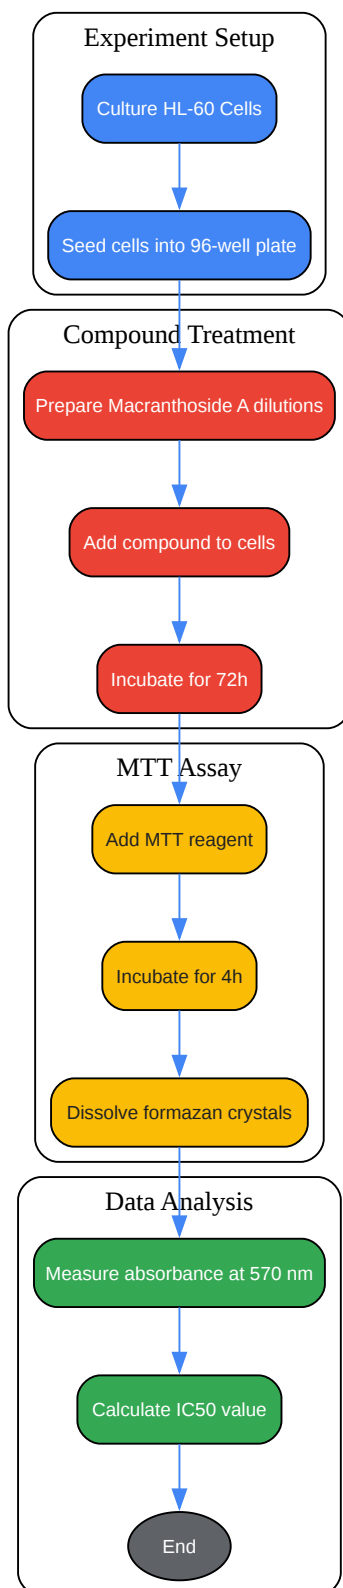 Experiment Setup
Culture HL-60 Cells
Seed cells into 96-well plate
Compound Treatment
Prepare Macranthoside A dilutions
Add compound to cells
Incubate for 72h
MTT Assay
Add MTT reagent
Incubate for 4h
Dissolve formazan crystals
Data Analysis
Measure absorbance at 570 nm
Calculate IC50 value
End